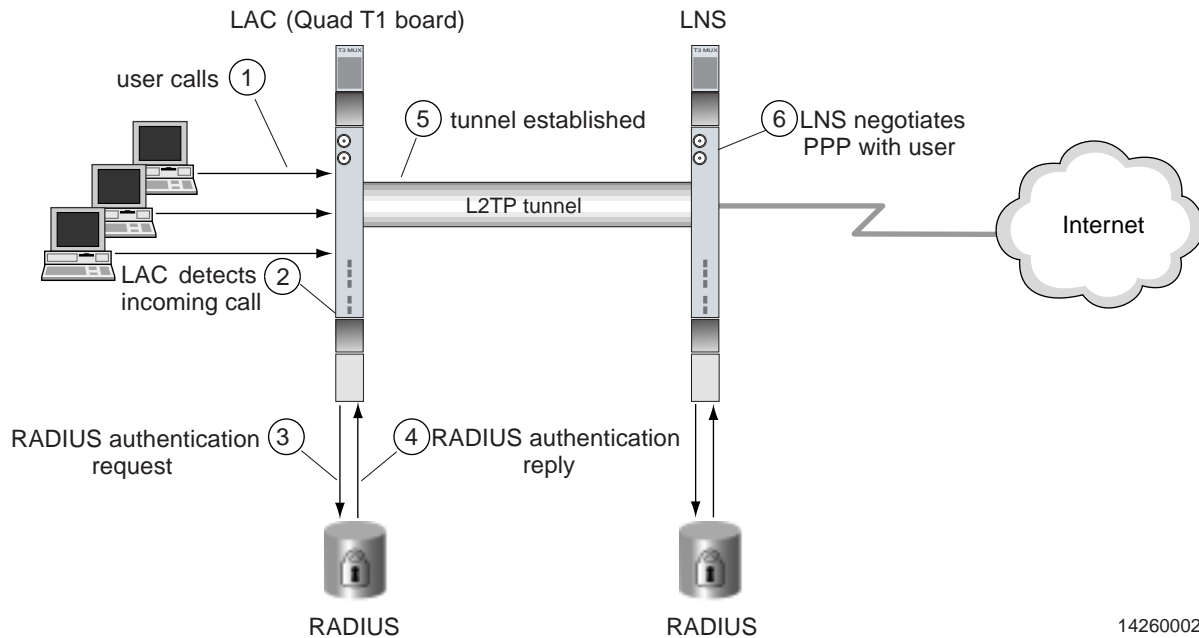 LAC (Quad T1 board)
LNS
T3 MUX
T3 MUX
user calls 1
5 tunnel established
6 LNS negotiates
PPP with user
L2TP tunnel
Internet
LAC detects 2
incoming call
RADIUS authentication 3
request
4 RADIUS authentication
reply
RADIUS
RADIUS
14260002